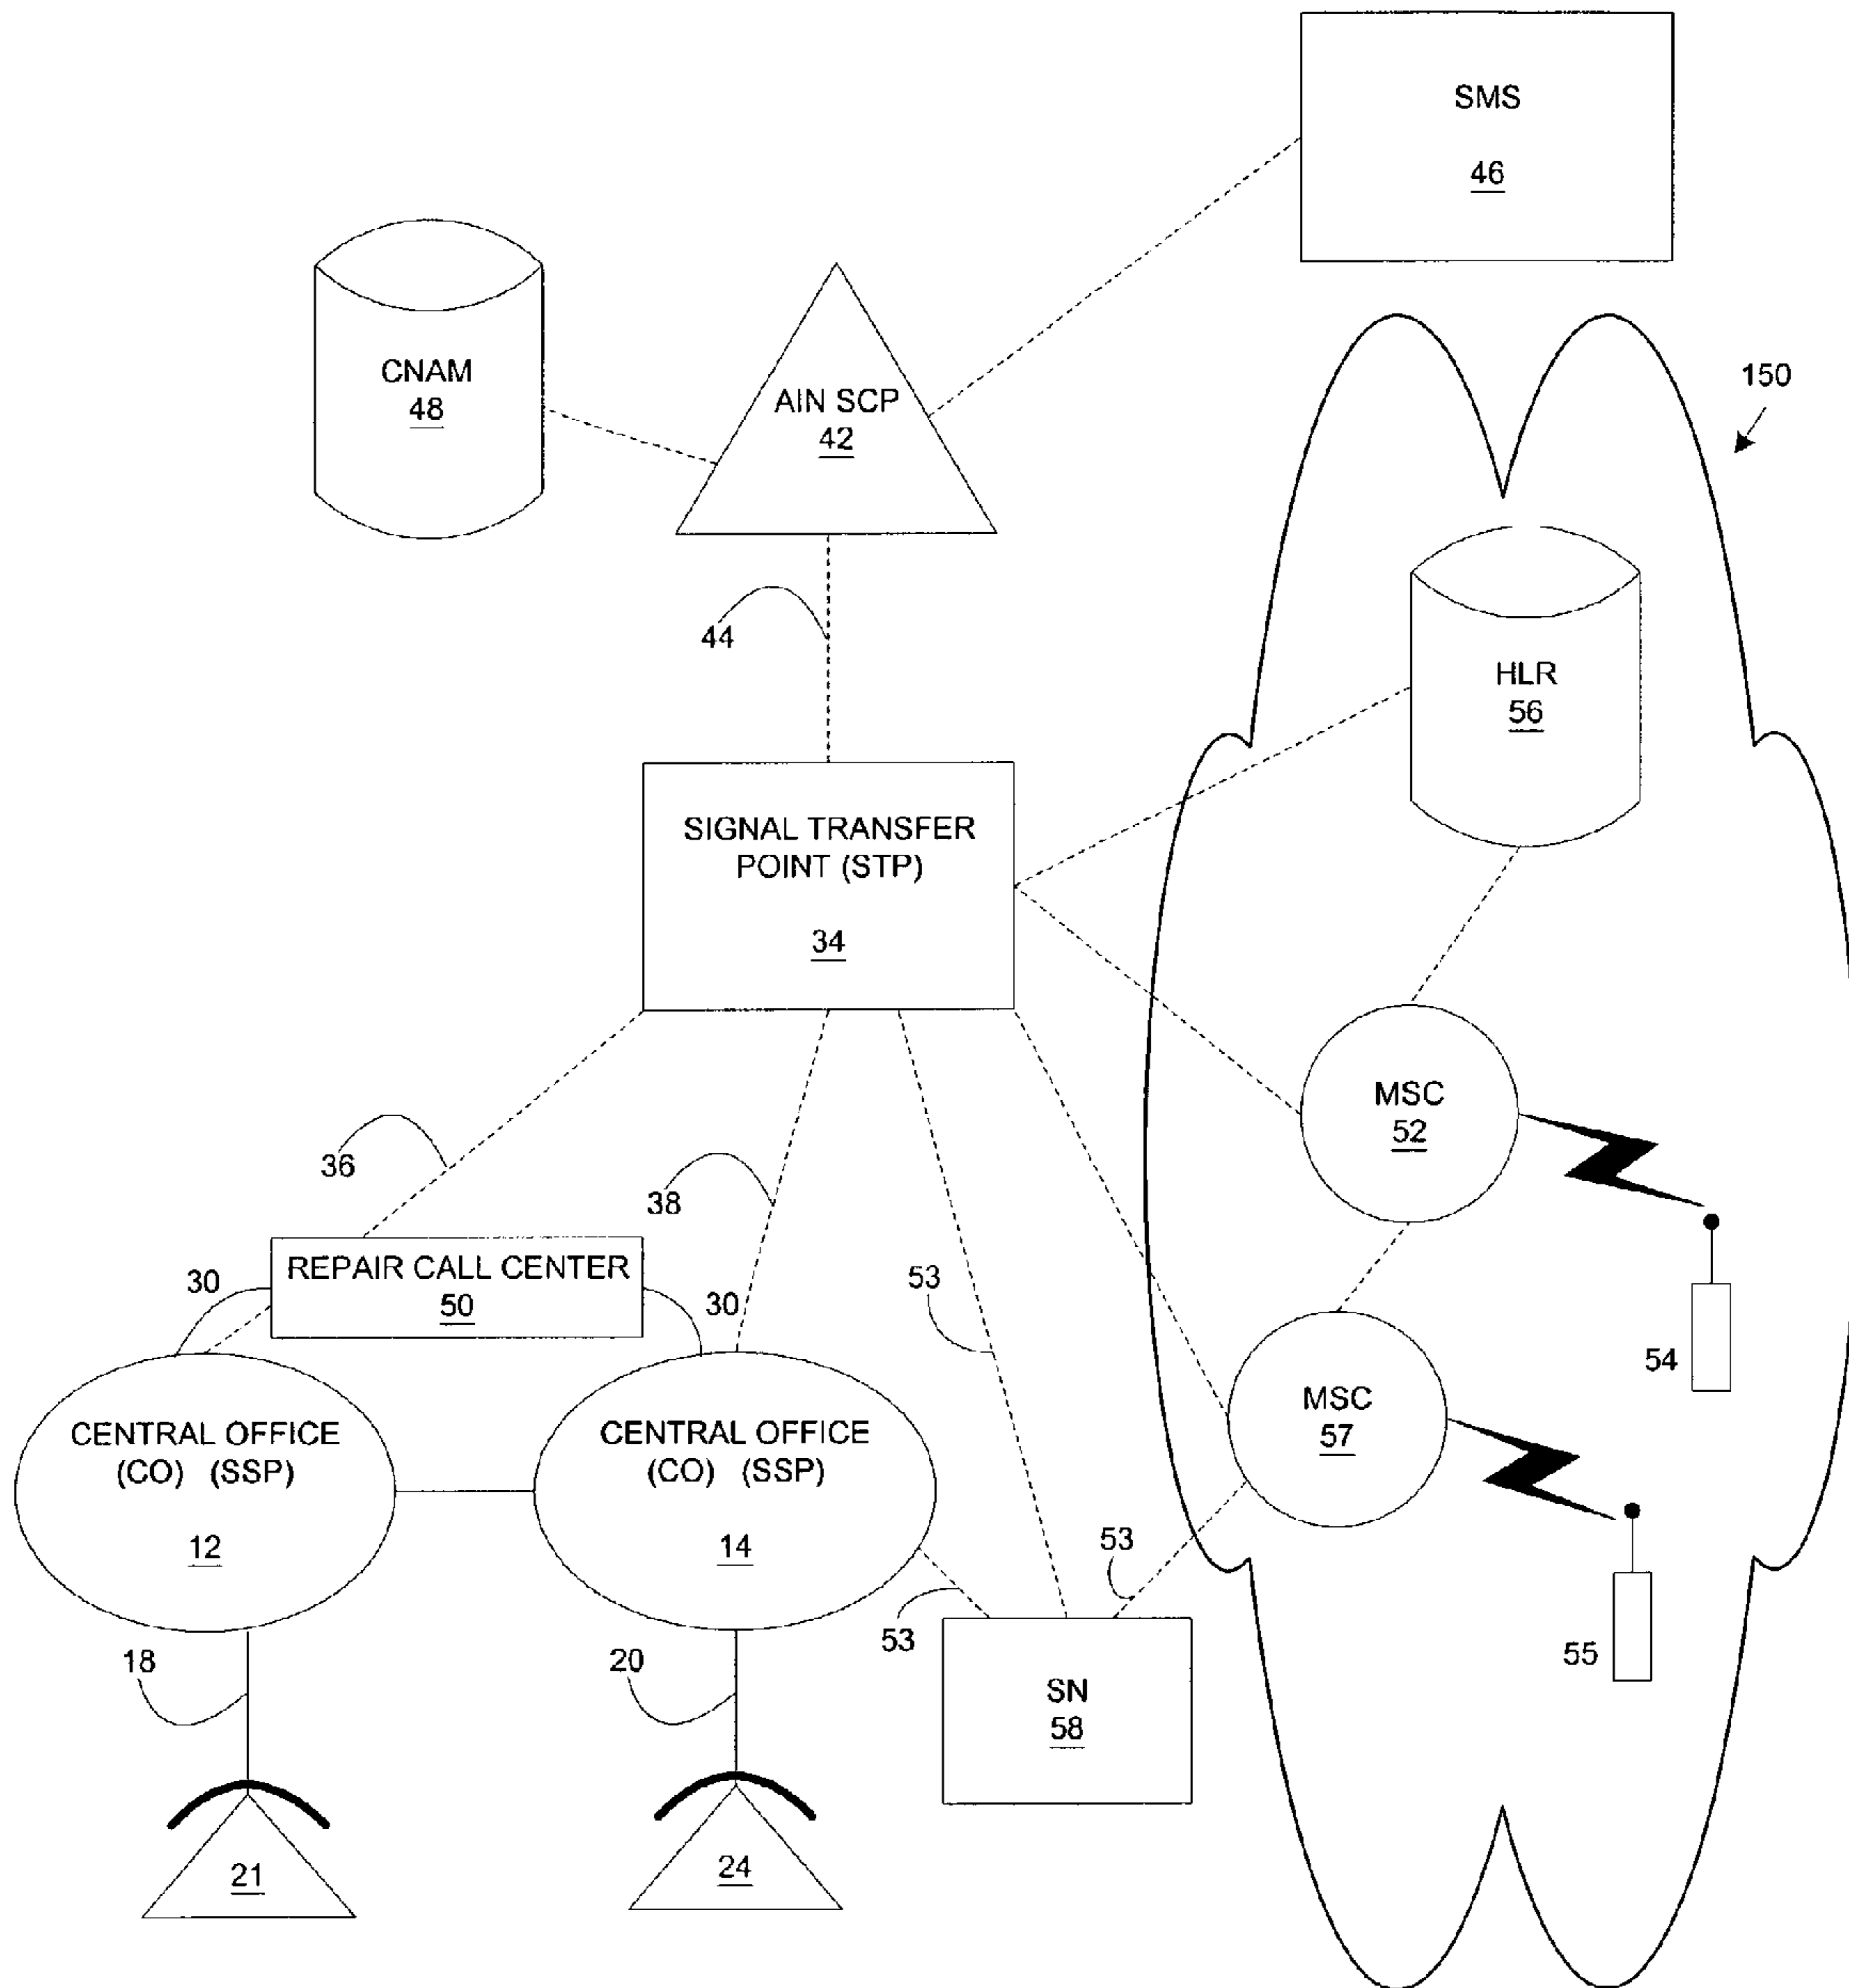 SMS
46
CNAM
48
AIN SCP
42
150
44
HLR
56
SIGNAL TRANSFER
POINT (STP)
34
MSC
52
36
38
REPAIR CALL CENTER
50
30
30
53
54
MSC
57
CENTRAL OFFICE
(CO) (SSP)
12
CENTRAL OFFICE
(CO) (SSP)
14
53
53
18
20
SN
58
55
21
24